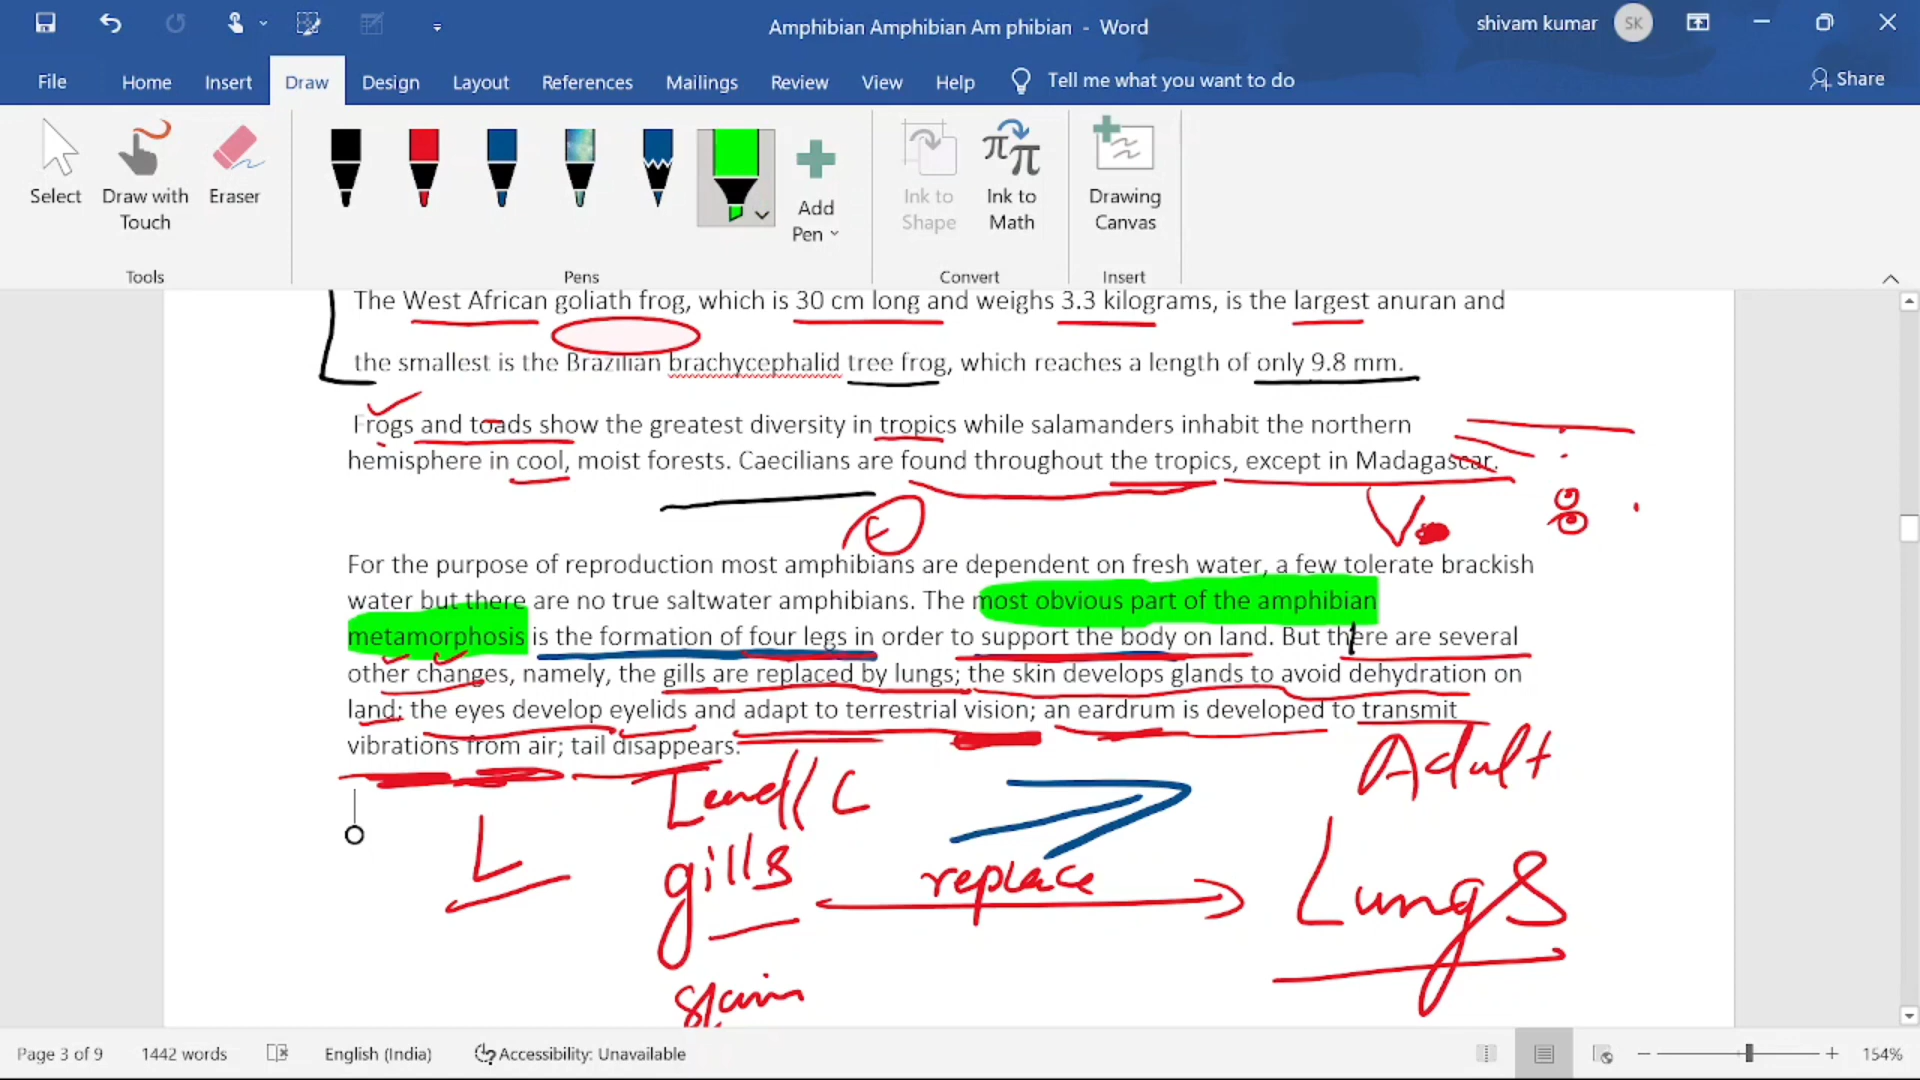 Amphibian Amphibian Am phibian - Word
shivam kumar
SK
File
Home
Insert
Draw
Design
Layout
References
Mailings
Review
View
Help
Tell me what you want to do
Share
Select
Draw with Touch
Eraser
Add Pen
Ink to Shape
Ink to Math
Drawing Canvas
Tools
Pens
Convert
Insert
The West African goliath frog, which is 30 cm long and weighs 3.3 kilograms, is the largest anuran and
the smallest is the Brazilian brachycephalid tree frog, which reaches a length of only 9.8 mm.
Frogs and toads show the greatest diversity in tropics while salamanders inhabit the northern
hemisphere in cool, moist forests. Caecilians are found throughout the tropics, except in Madagascar.
For the purpose of reproduction most amphibians are dependent on fresh water, a few tolerate brackish
water but there are no true saltwater amphibians. The most obvious part of the amphibian
metamorphosis is the formation of four legs in order to support the body on land. But there are several
other changes, namely, the gills are replaced by lungs; the skin develops glands to avoid dehydration on
land; the eyes develop eyelids and adapt to terrestrial vision; an eardrum is developed to transmit
vibrations from air; tail disappears.
Adult
L
gills
replace
Lungs
Page 3 of 9
1442 words
English (India)
Accessibility: Unavailable
154%